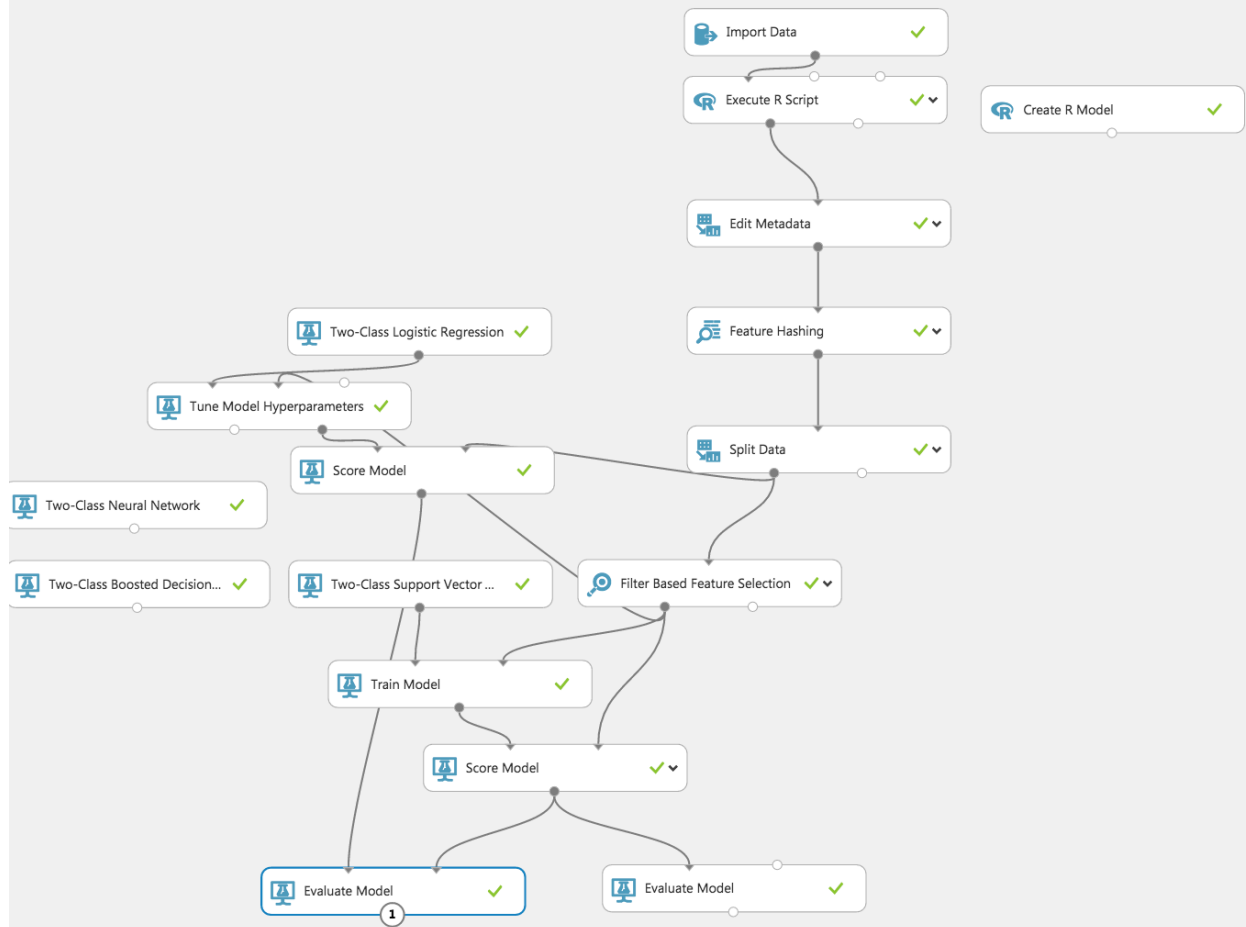 Import Data
Execute R Script
Create R Model
Edit Metadata
Two-Class Logistic Regression
Feature Hashing
Tune Model Hyperparameters
Split Data
Score Model
Two-Class Neural Network
Two-Class Boosted Decision...
Two-Class Support Vector ...
Filter Based Feature Selection
Train Model
Score Model
Evaluate Model
Evaluate Model
1